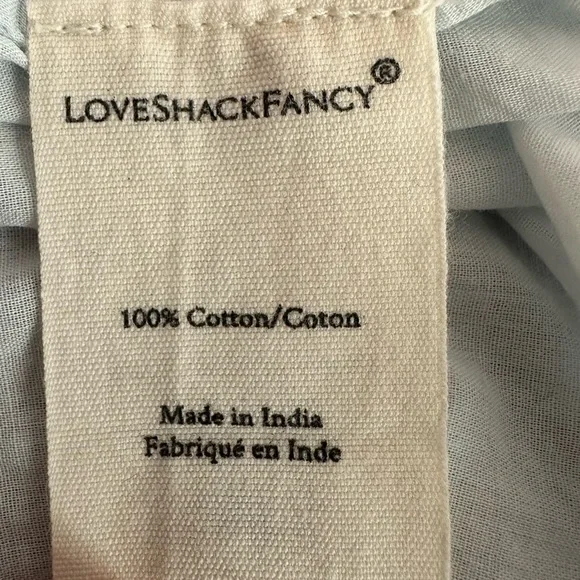 LOVESHACKFANCY®
100% Cotton/Coton
Made in India
Fabriqué en Inde